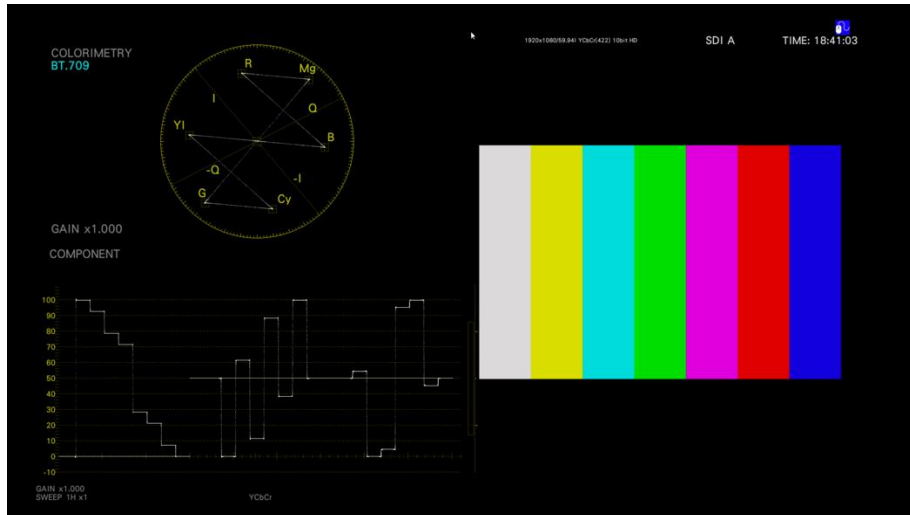 COLORIMETRY
BT.709
1920x1080/59.94I YCbCr(422) 10bit HD
SDI A
TIME: 18:41:03
R
Mg
I
Q
Yl
B
-Q
-I
G
Cy
GAIN x1.000
COMPONENT
100
90
80
70
60
50
40
30
20
10
0
-10
GAIN x1.000
SWEEP 1H x1
YCbCr